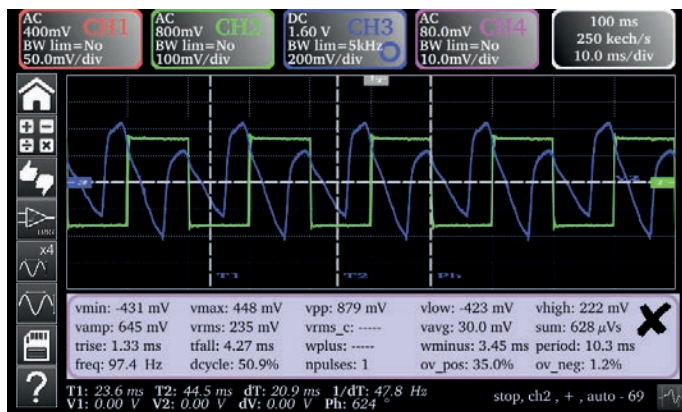 AC
400mV CH1
BW lim=No
50.0mV/div
AC
800mV CH2
BW lim=No
100mV/div
DC
1.60 V CH3
BW lim=5kHz
200mV/div
AC
80.0mV CH4
BW lim=No
10.0mV/div
100 ms
250 kech/s
10.0 ms/div
x4
T1 T2 Ph
vmin: -431 mV vmax: 448 mV vpp: 879 mV vlow: -423 mV vhigh: 222 mV
vamp: 645 mV vrms: 235 mV vrms_c: ----- vavg: 30.0 mV sum: 628 µVs
trise: 1.33 ms tfall: 4.27 ms wplus: ----- wminus: 3.45 ms period: 10.3 ms
freq: 97.4 Hz dcycle: 50.9% npulses: 1 ov_pos: 35.0% ov_neg: 1.2%
T1: 23.6 ms T2: 44.5 ms dT: 20.9 ms 1/dT: 47.8 Hz
V1: 0.00 V V2: 0.00 V dV: 0.00 V Ph: 624 °
stop, ch2 , + , auto - 69